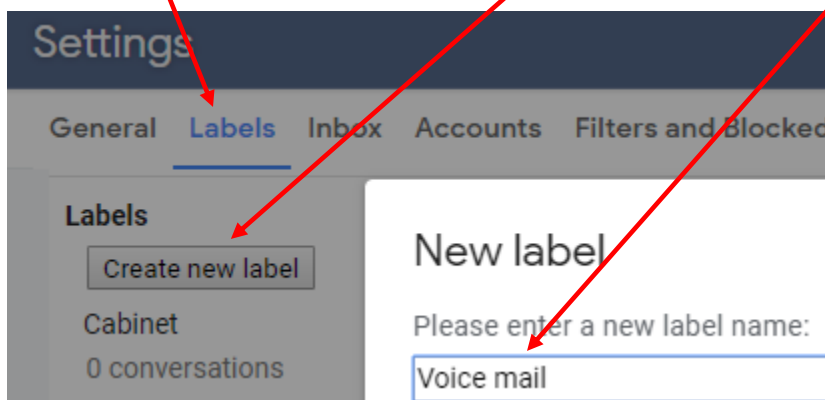 Settings
General Labels Inbox Accounts Filters and Blocked
Labels
Create new label
Cabinet
0 conversations
New label
Please enter a new label name:
Voice mail